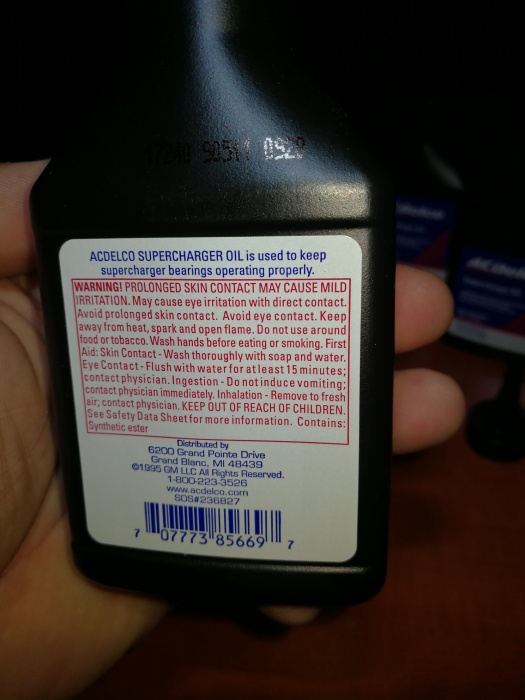 17240 90511 0928
ACDELCO SUPERCHARGER OIL is used to keep
supercharger bearings operating properly.
WARNING! PROLONGED SKIN CONTACT MAY CAUSE MILD
IRRITATION. May cause eye irritation with direct contact.
Avoid prolonged skin contact. Avoid eye contact. Keep
away from heat, spark and open flame. Do not use around
food or tobacco. Wash hands before eating or smoking. First
Aid: Skin Contact - Wash thoroughly with soap and water.
Eye Contact - Flush with water for at least 15 minutes;
contact physician. Ingestion - Do not induce vomiting;
contact physician immediately. Inhalation - Remove to fresh
air; contact physician. KEEP OUT OF REACH OF CHILDREN.
See Safety Data Sheet for more information. Contains:
Synthetic ester
Distributed by
6200 Grand Pointe Drive
Grand Blanc, MI 48439
©1995 GM LLC All Rights Reserved.
1-800-223-3526
www.acdelco.com
SDS#236827
7 07773 85669 7